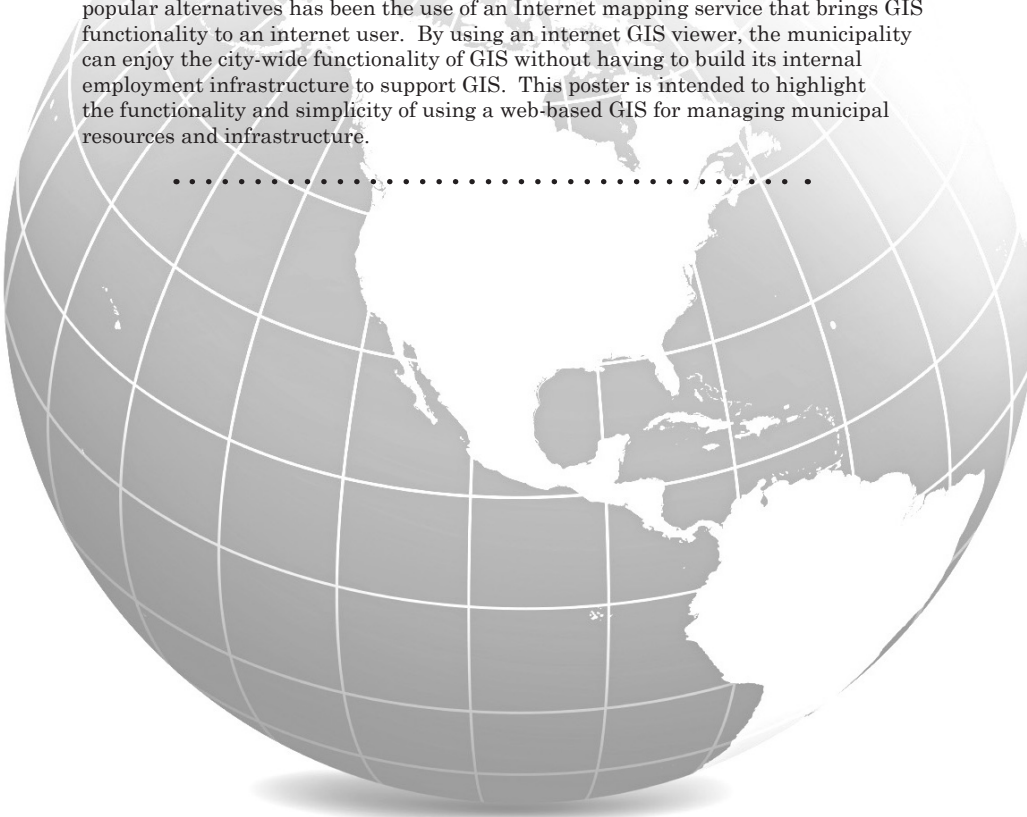 popular alternatives has been the use of an Internet mapping service that brings GIS
functionality to an internet user.  By using an internet GIS viewer, the municipality
can enjoy the city-wide functionality of GIS without having to build its internal
employment infrastructure to support GIS.  This poster is intended to highlight
the functionality and simplicity of using a web-based GIS for managing municipal
resources and infrastructure.